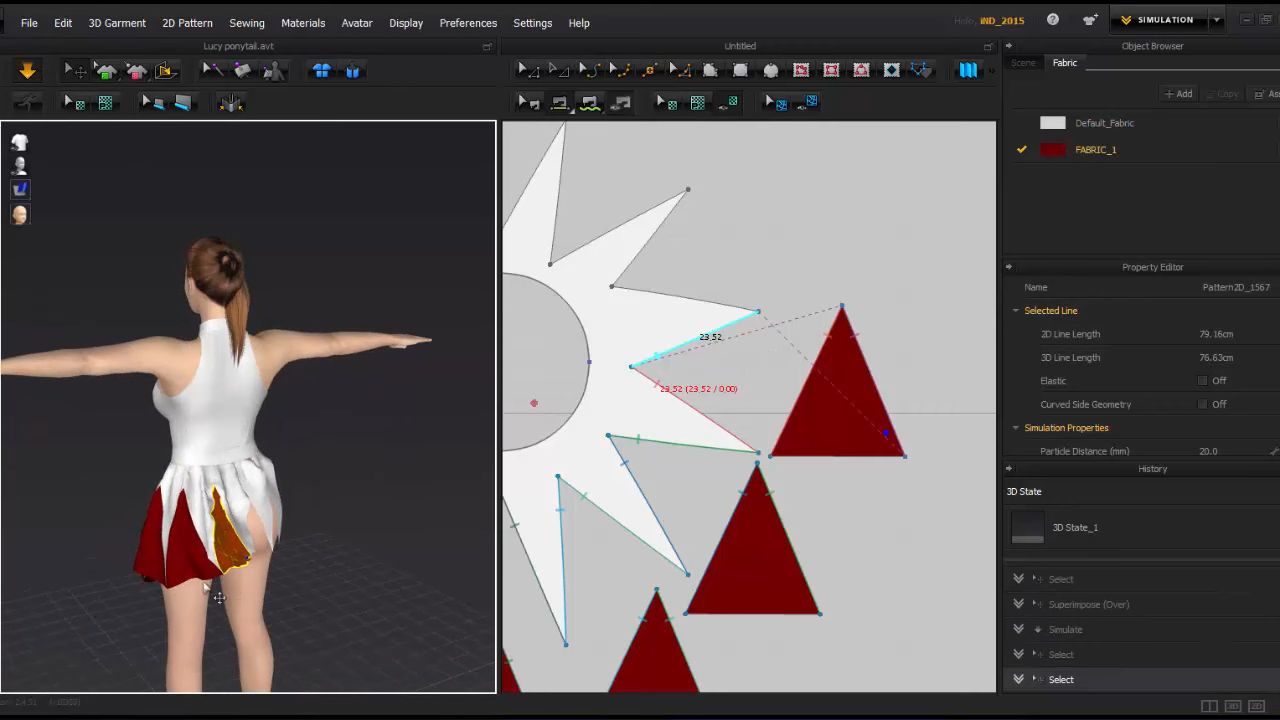 File Edit 3D Garment 2D Pattern Sewing Materials Avatar Display Preferences Settings Help
Hello, iND_2015
SIMULATION
Lucy ponytail.avt
Untitled
Object Browser
Scene Fabric
+ Add Copy
Default_Fabric
FABRIC_1
Property Editor
Name Pattern2D_1567
Selected Line
2D Line Length 79.16cm
3D Line Length 76.63cm
Elastic Off
Curved Side Geometry Off
Simulation Properties
Particle Distance (mm) 20.0
23,52
23,52 (23,52 / 0,00)
History
3D State
3D State_1
Select
Superimpose (Over)
Simulate
Select
Select
3D 2D